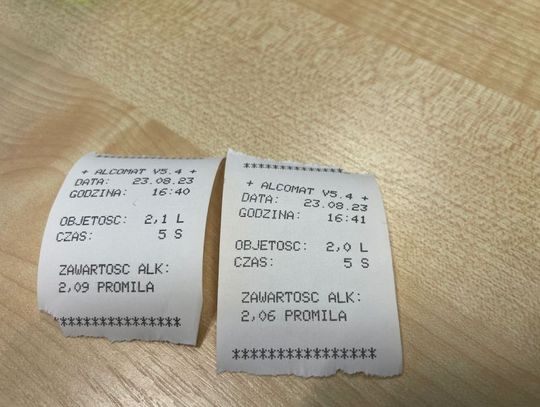 ****************
+ ALCOMAT V5.4 +
DATA: 23.08.23
GODZINA: 16:40
OBJETOSC: 2,1 L
CZAS: 5 S
ZAWARTOSC ALK:
2,09 PROMILA
****************
****************
+ ALCOMAT V5.4 +
DATA: 23.08.23
GODZINA: 16:41
OBJETOSC: 2,0 L
CZAS: 5 S
ZAWARTOSC ALK:
2,06 PROMILA
****************